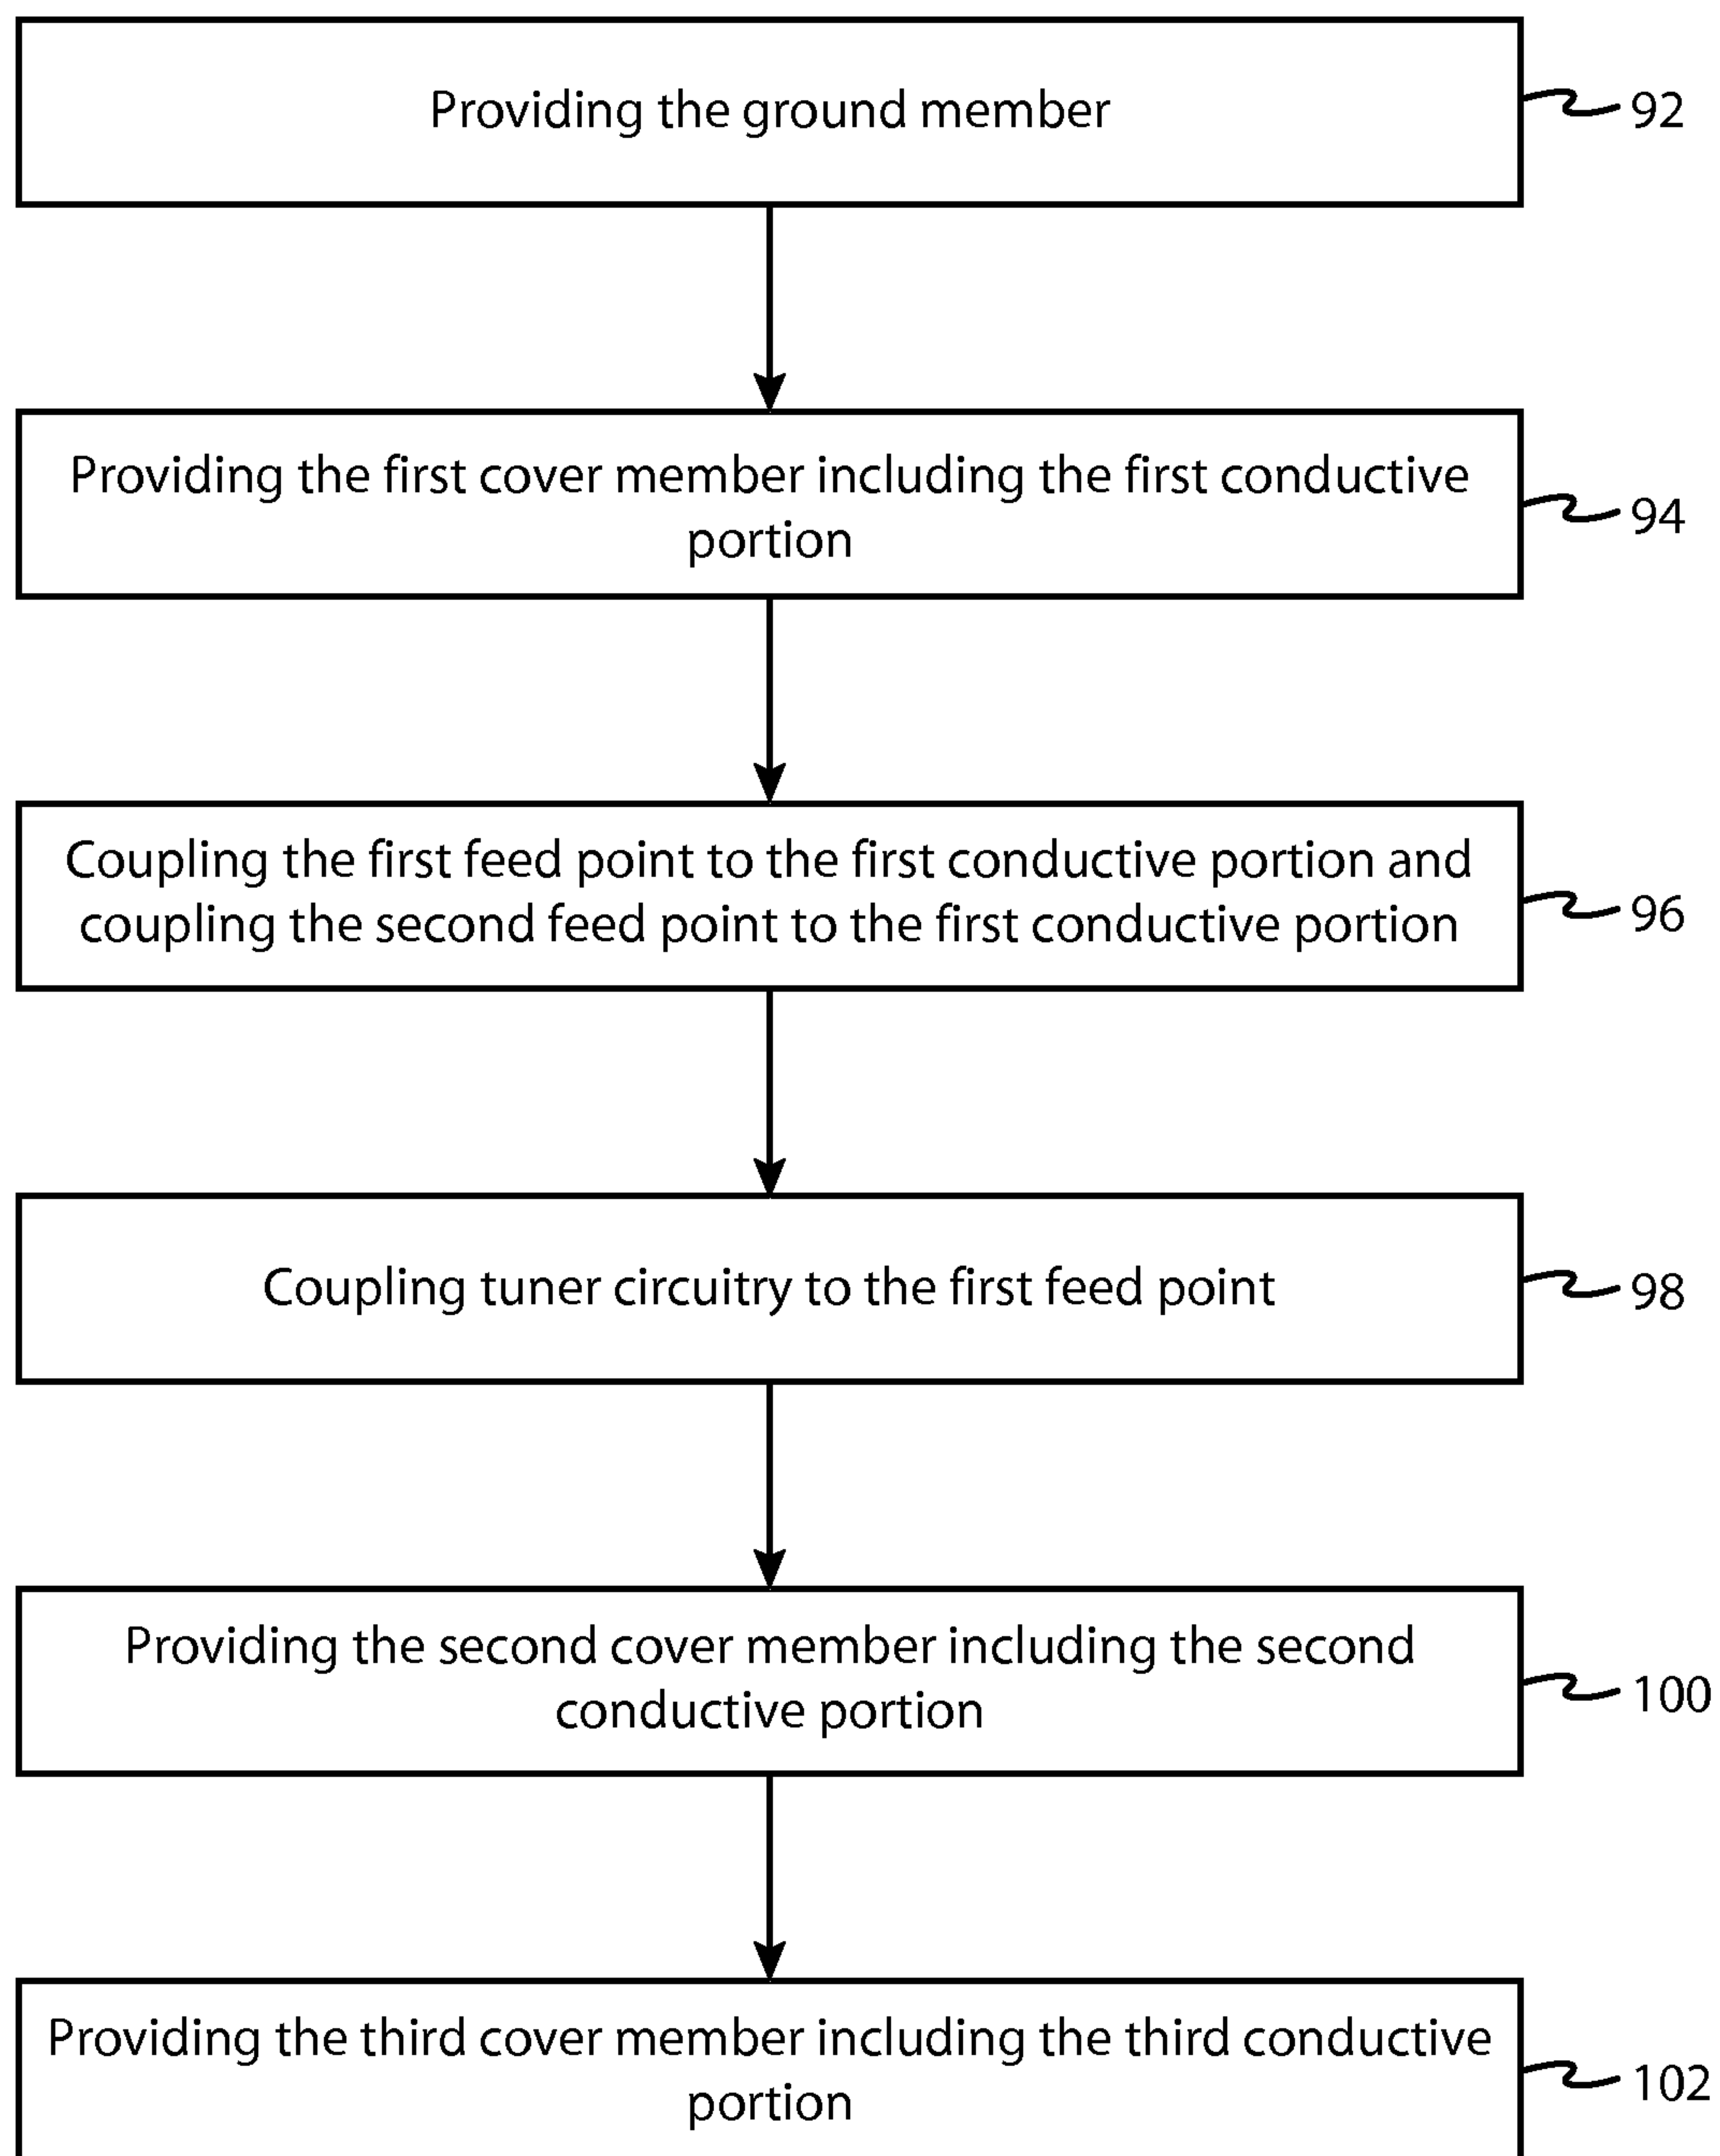 Providing the ground member
92
Providing the first cover member including the first conductive
portion
94
Coupling the first feed point to the first conductive portion and
coupling the second feed point to the first conductive portion
96
Coupling tuner circuitry to the first feed point
98
Providing the second cover member including the second
conductive portion
100
Providing the third cover member including the third conductive
portion
102